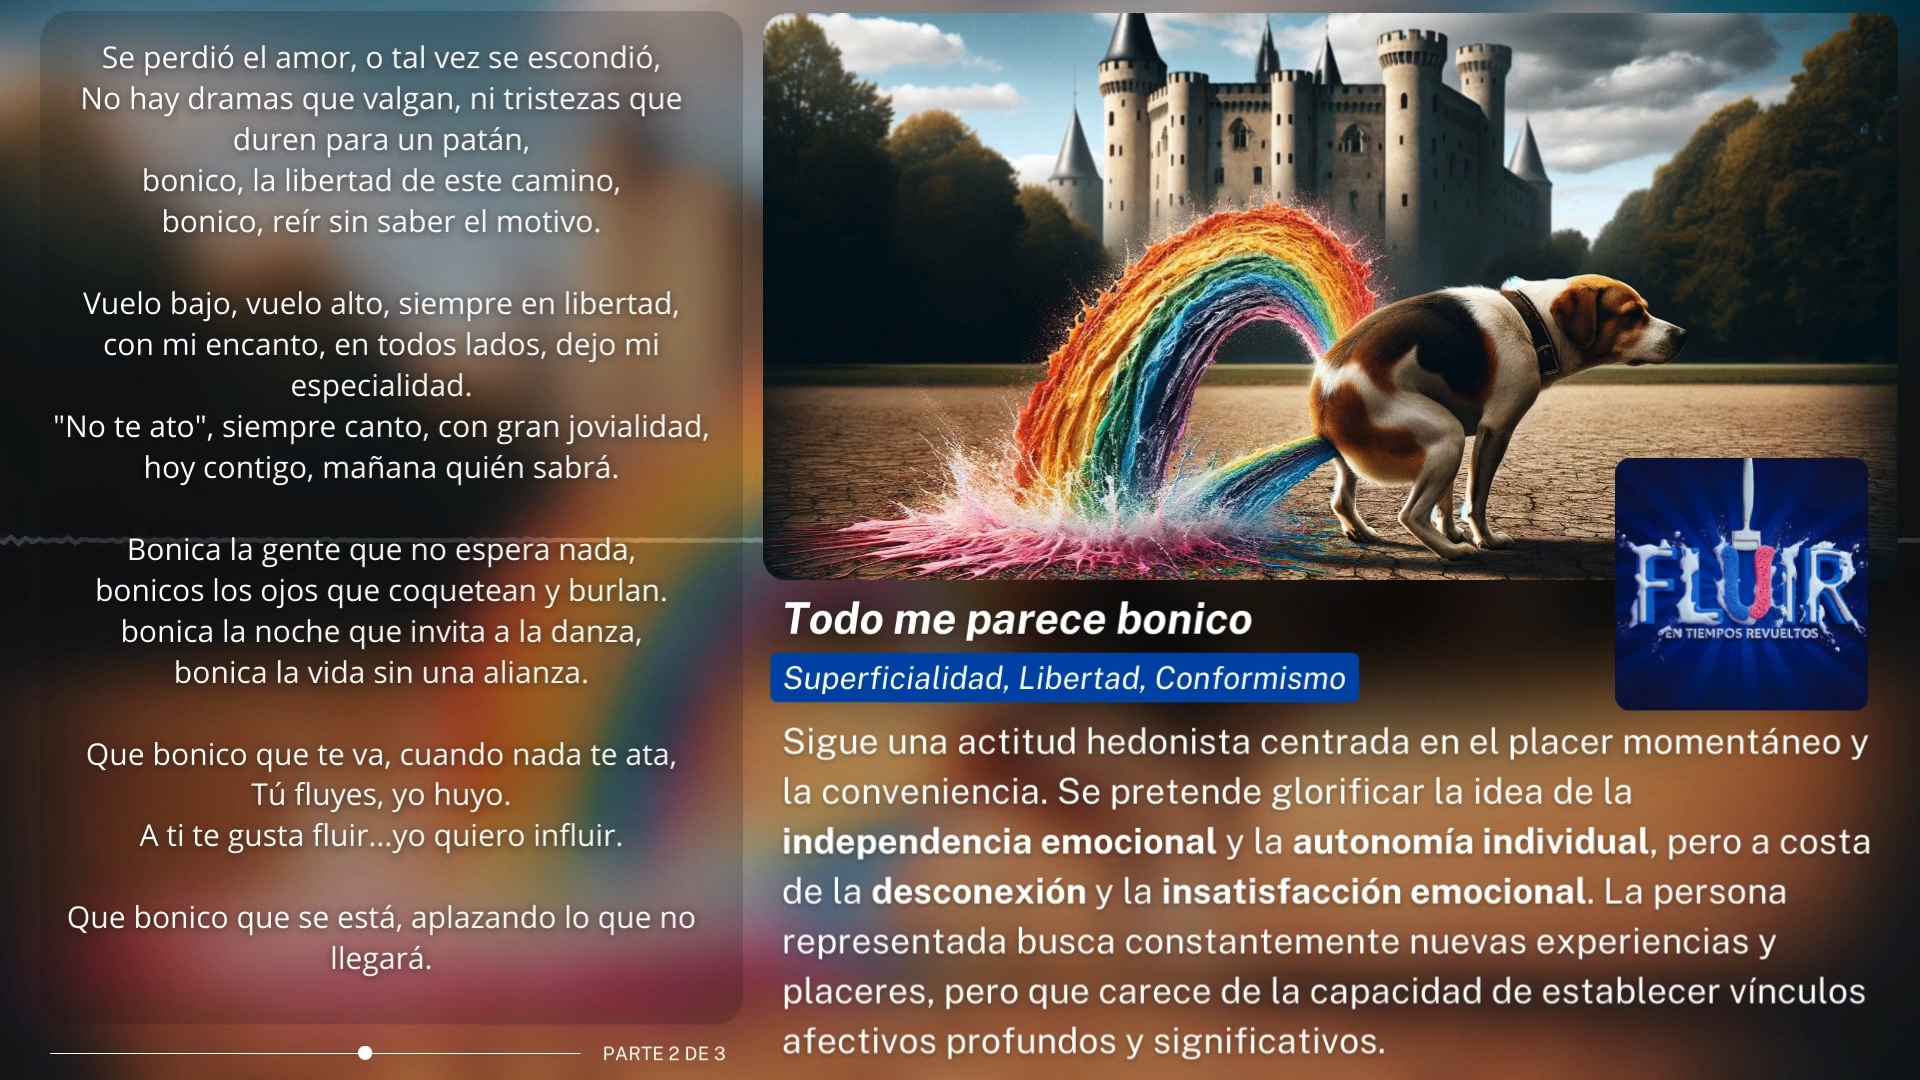 Se perdió el amor, o tal vez se escondió,
No hay dramas que valgan, ni tristezas que
duren para un patán,
bonico, la libertad de este camino,
bonico, reír sin saber el motivo.
Vuelo bajo, vuelo alto, siempre en libertad,
con mi encanto, en todos lados, dejo mi
especialidad.
"No te ato", siempre canto, con gran jovialidad,
hoy contigo, mañana quién sabrá.
Bonica la gente que no espera nada,
bonicos los ojos que coquetean y burlan.
bonica la noche que invita a la danza,
bonica la vida sin una alianza.
Que bonico que te va, cuando nada te ata,
Tú fluyes, yo huyo.
A ti te gusta fluir...yo quiero influir.
Que bonico que se está, aplazando lo que no
llegará.
PARTE 2 DE 3
FLUIR
EN TIEMPOS REVUELTOS
Todo me parece bonico
Superficialidad, Libertad, Conformismo
Sigue una actitud hedonista centrada en el placer momentáneo y
la conveniencia. Se pretende glorificar la idea de la
independencia emocional y la autonomía individual, pero a costa
de la desconexión y la insatisfacción emocional. La persona
representada busca constantemente nuevas experiencias y
placeres, pero que carece de la capacidad de establecer vínculos
afectivos profundos y significativos.